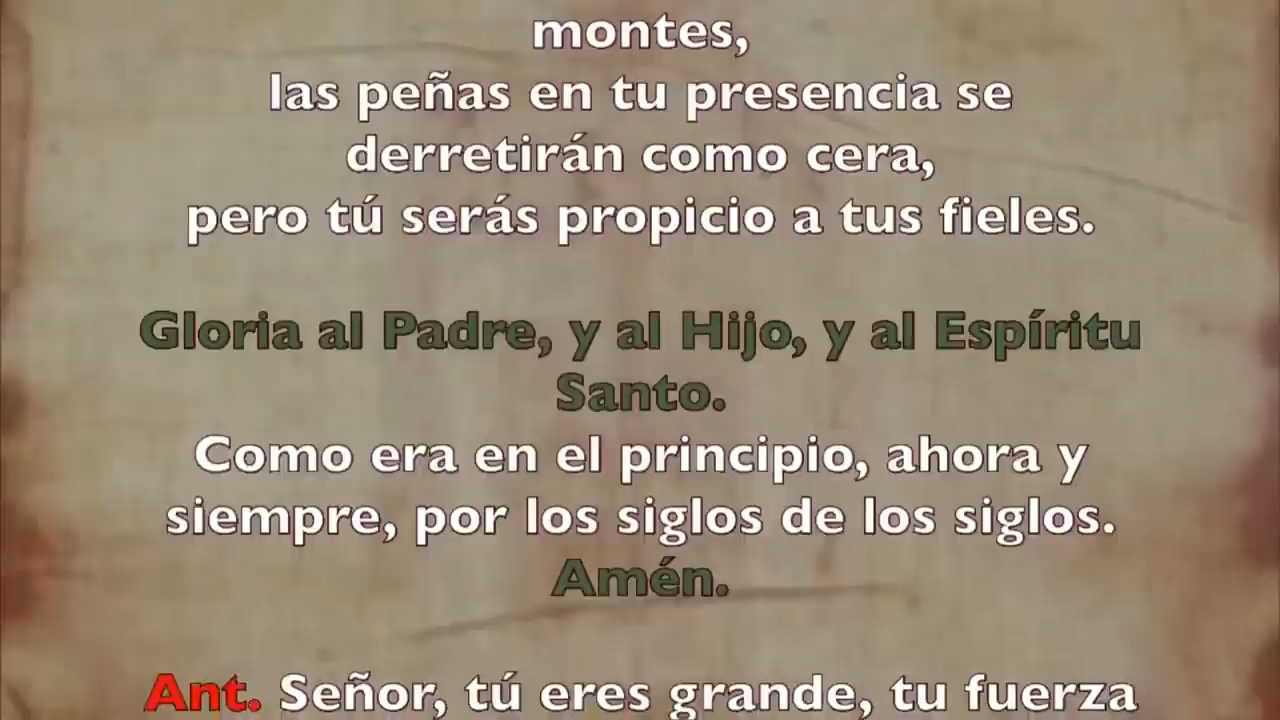 montes,
las peñas en tu presencia se
derretirán como cera,
pero tú serás propicio a tus fieles.
Gloria al Padre, y al Hijo, y al Espíritu
Santo.
Como era en el principio, ahora y
siempre, por los siglos de los siglos.
Amén.
Ant. Señor, tú eres grande, tu fuerza